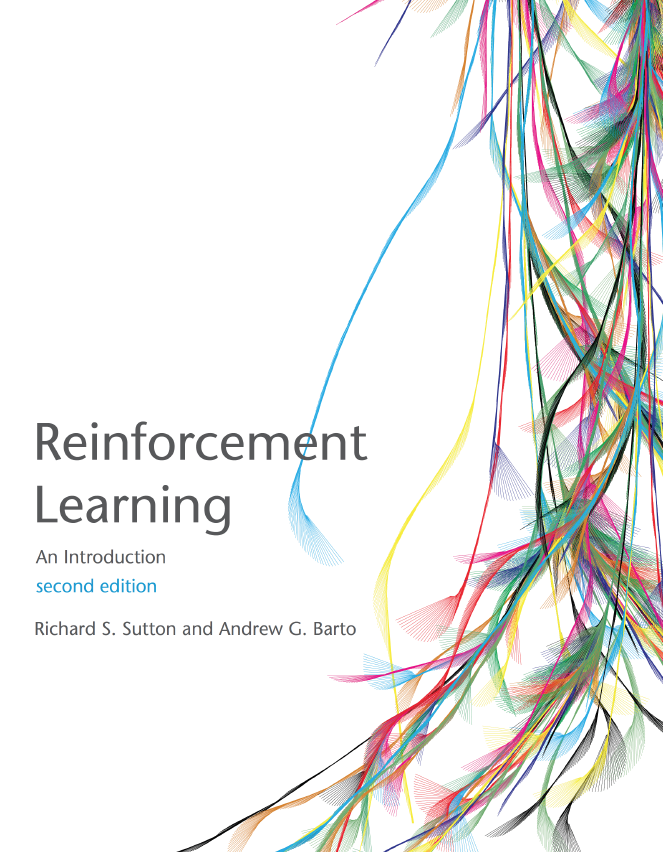 Reinforcement
Learning
An Introduction
second edition
Richard S. Sutton and Andrew G. Barto